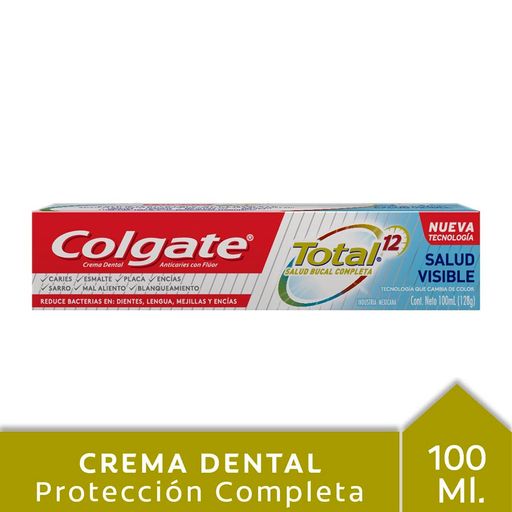 Colgate®
Crema Dental Anticaries con Flúor
✓CARIES ✓ESMALTE ✓PLACA ✓ENCÍAS
✓SARRO ✓MAL ALIENTO ✓BLANQUEAMIENTO
REDUCE BACTERIAS EN: DIENTES, LENGUA, MEJILLAS Y ENCÍAS
Total 12
SALUD BUCAL COMPLETA
INDUSTRIA MEXICANA
NUEVA
TECNOLOGÍA
SALUD
VISIBLE
TECNOLOGÍA QUE CAMBIA DE COLOR
Cont. Neto 100mL (128g)
CREMA DENTAL
Protección Completa
100
Ml.